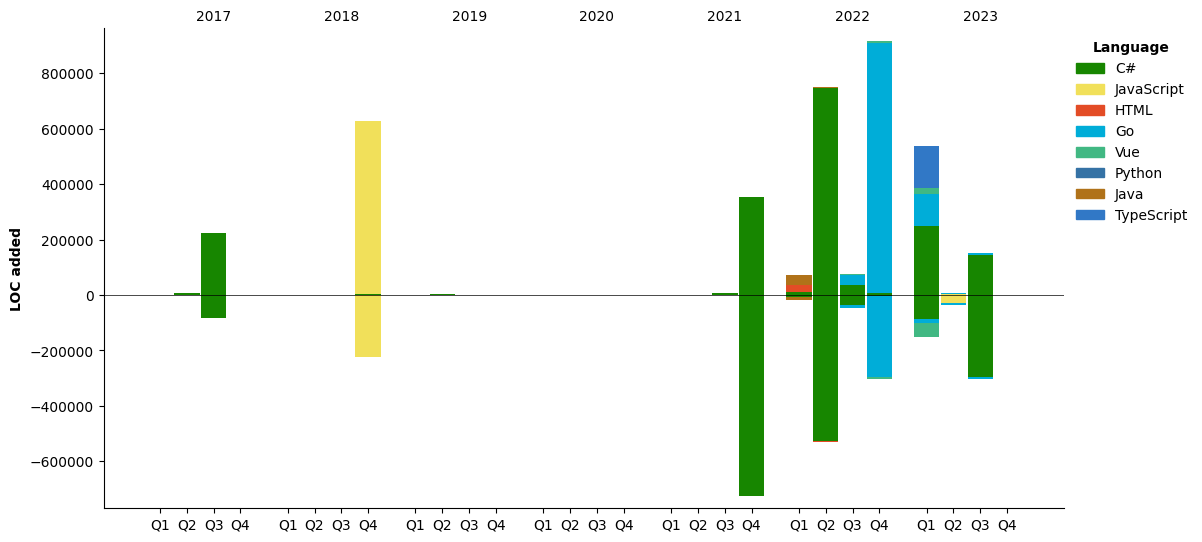 2017 2018 2019 2020 2021 2022 2023
LOC added
800000
600000
400000
200000
0
−200000
−400000
−600000
Q1 Q2 Q3 Q4 Q1 Q2 Q3 Q4 Q1 Q2 Q3 Q4 Q1 Q2 Q3 Q4 Q1 Q2 Q3 Q4 Q1 Q2 Q3 Q4 Q1 Q2 Q3 Q4
Language
C#
JavaScript
HTML
Go
Vue
Python
Java
TypeScript